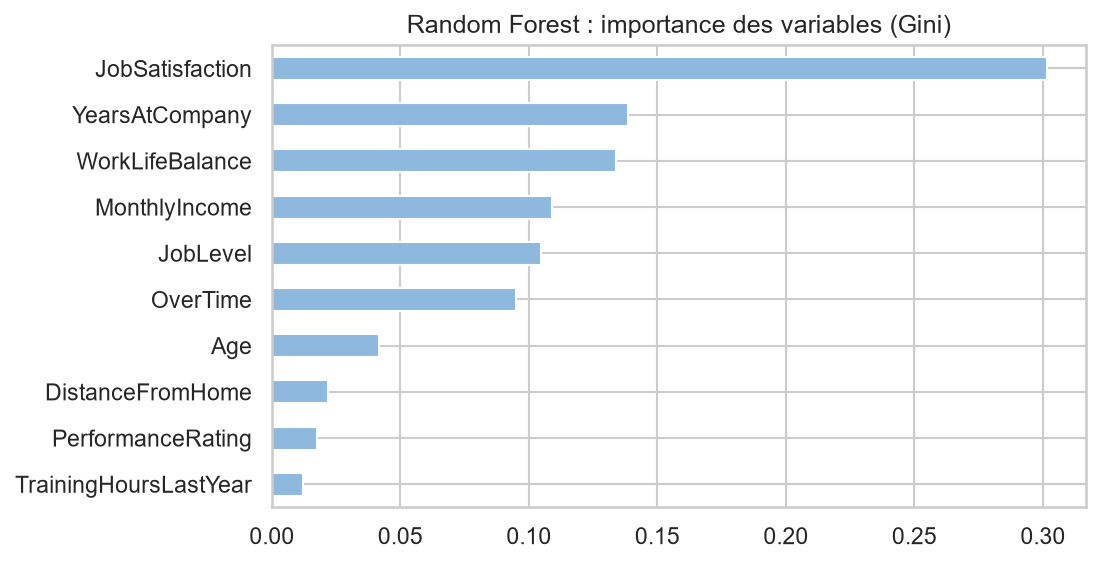 Random Forest : importance des variables (Gini)
JobSatisfaction
YearsAtCompany
WorkLifeBalance
MonthlyIncome
JobLevel
OverTime
Age
DistanceFromHome
PerformanceRating
TrainingHoursLastYear
0.00 0.05 0.10 0.15 0.20 0.25 0.30